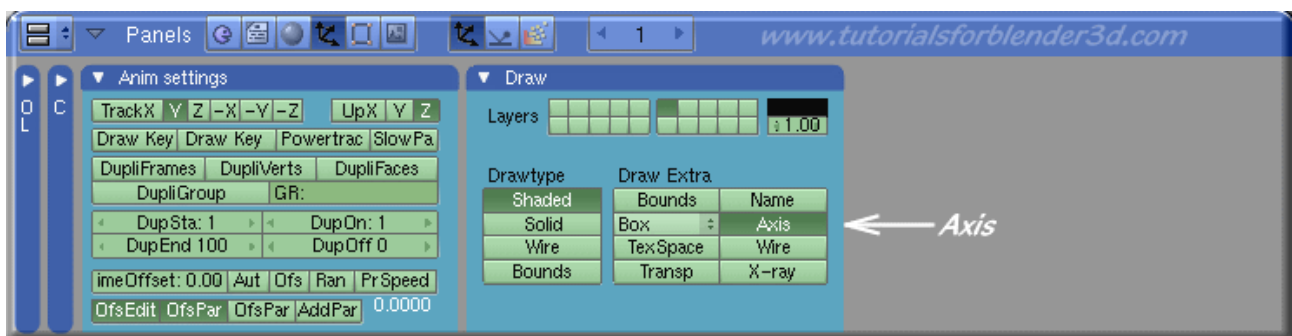 Panels 1 www.tutorialsforblender3d.com
OL C Anim settings Draw
TrackX Y Z -X -Y -Z UpX Y Z
Layers 1.00
Draw Key Draw Key Powertrac SlowPa
DupliFrames DupliVerts DupliFaces
Drawtype Draw Extra
DupliGroup GR:
Shaded Bounds Name
DupSta: 1 DupOn: 1
Solid Box Axis Axis
DupEnd 100 DupOff 0
Wire TexSpace Wire
Bounds Transp X-ray
imeOffset: 0.00 Aut Ofs Ran PrSpeed
OfsEdit OfsPar OfsPar AddPar 0.0000